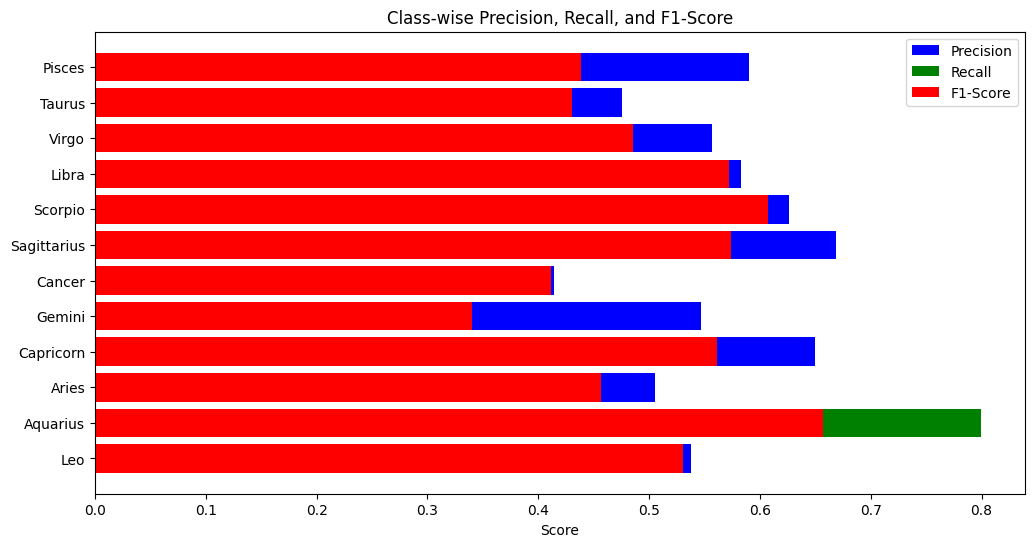 Class-wise Precision, Recall, and F1-Score
Precision
Recall
F1-Score
Pisces
Taurus
Virgo
Libra
Scorpio
Sagittarius
Cancer
Gemini
Capricorn
Aries
Aquarius
Leo
0.0 0.1 0.2 0.3 0.4 0.5 0.6 0.7 0.8
Score